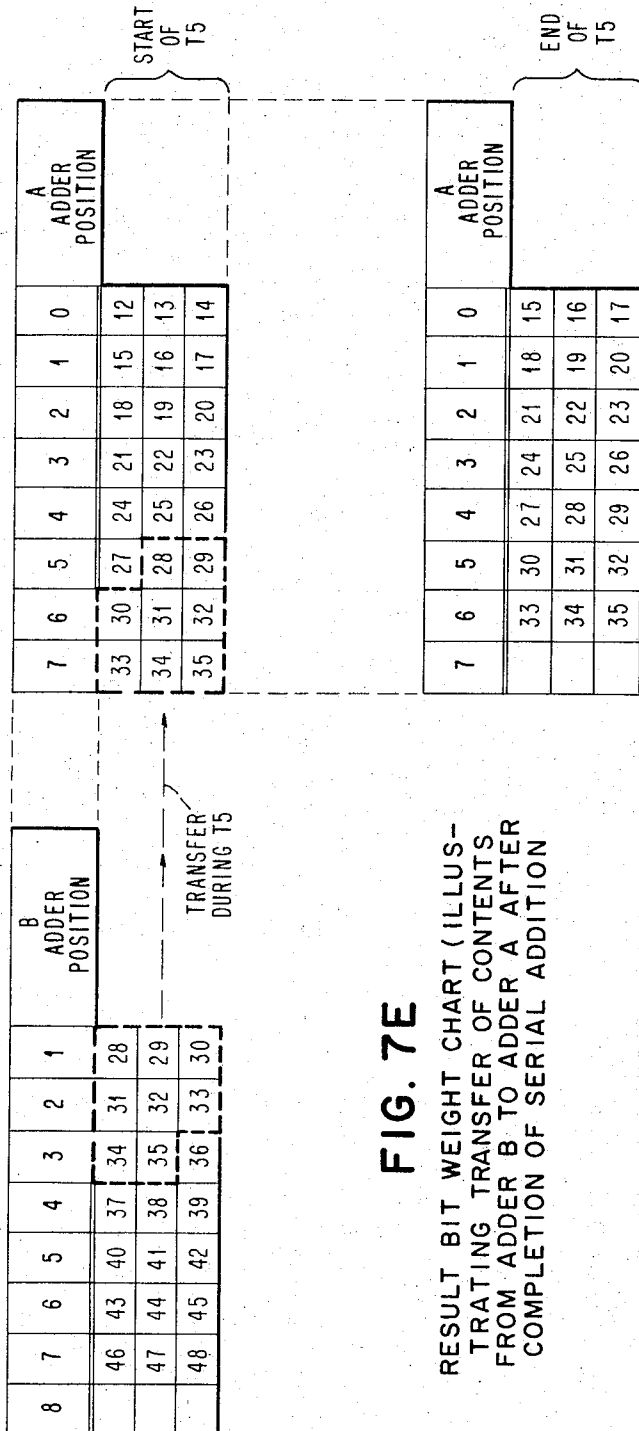 8 7 6 5 4 3 2 1 B ADDER POSITION
46 43 40 37 34 31 28
47 44 41 38 35 32 29
48 45 42 39 36 33 30
TRANSFER DURING T5
7 6 5 4 3 2 1 0 A ADDER POSITION
33 30 27 24 21 18 15 12
34 31 28 25 22 19 16 13
35 32 29 26 23 20 17 14
START OF T5
7 6 5 4 3 2 1 0 A ADDER POSITION
33 30 27 24 21 18 15
34 31 28 25 22 19 16
35 32 29 26 23 20 17
END OF T5
FIG. 7E
RESULT BIT WEIGHT CHART (ILLUS-
TRATING TRANSFER OF CONTENTS
FROM ADDER B TO ADDER A AFTER
COMPLETION OF SERIAL ADDITION